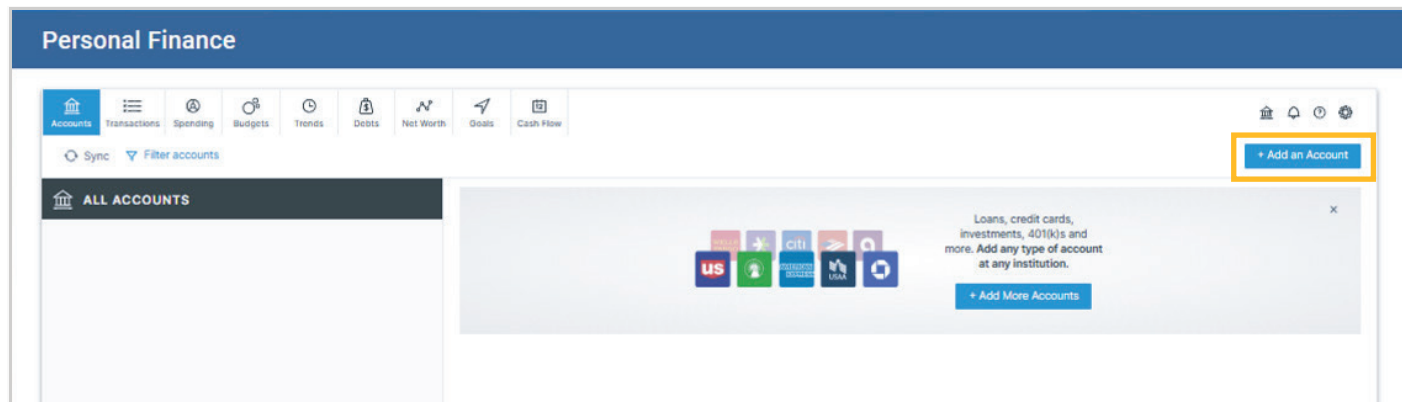 Personal Finance
Accounts Transactions Spending Budgets Trends Debts Net Worth Goals Cash Flow
Sync Filter accounts + Add an Account
ALL ACCOUNTS
Loans, credit cards,
investments, 401(k)s and
more. Add any type of account
at any institution.
citi
us USAA
+ Add More Accounts